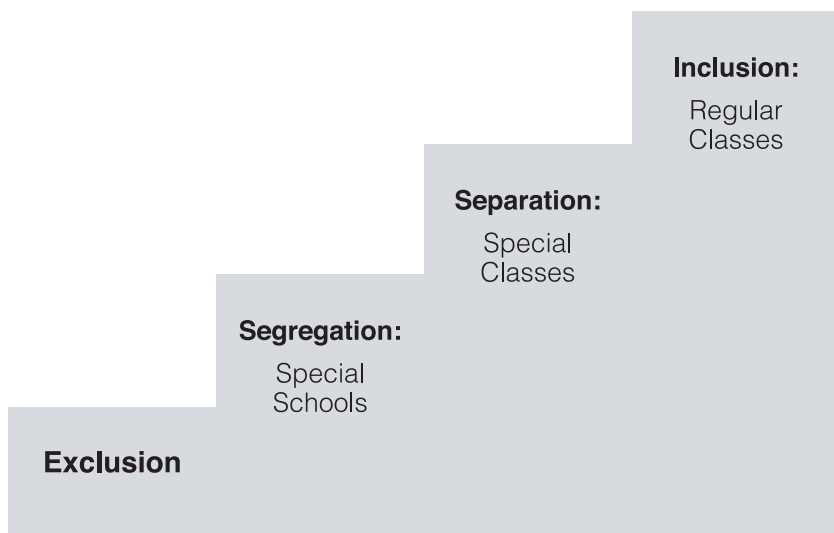 Inclusion:
Regular
Classes
Separation:
Special
Classes
Segregation:
Special
Schools
Exclusion